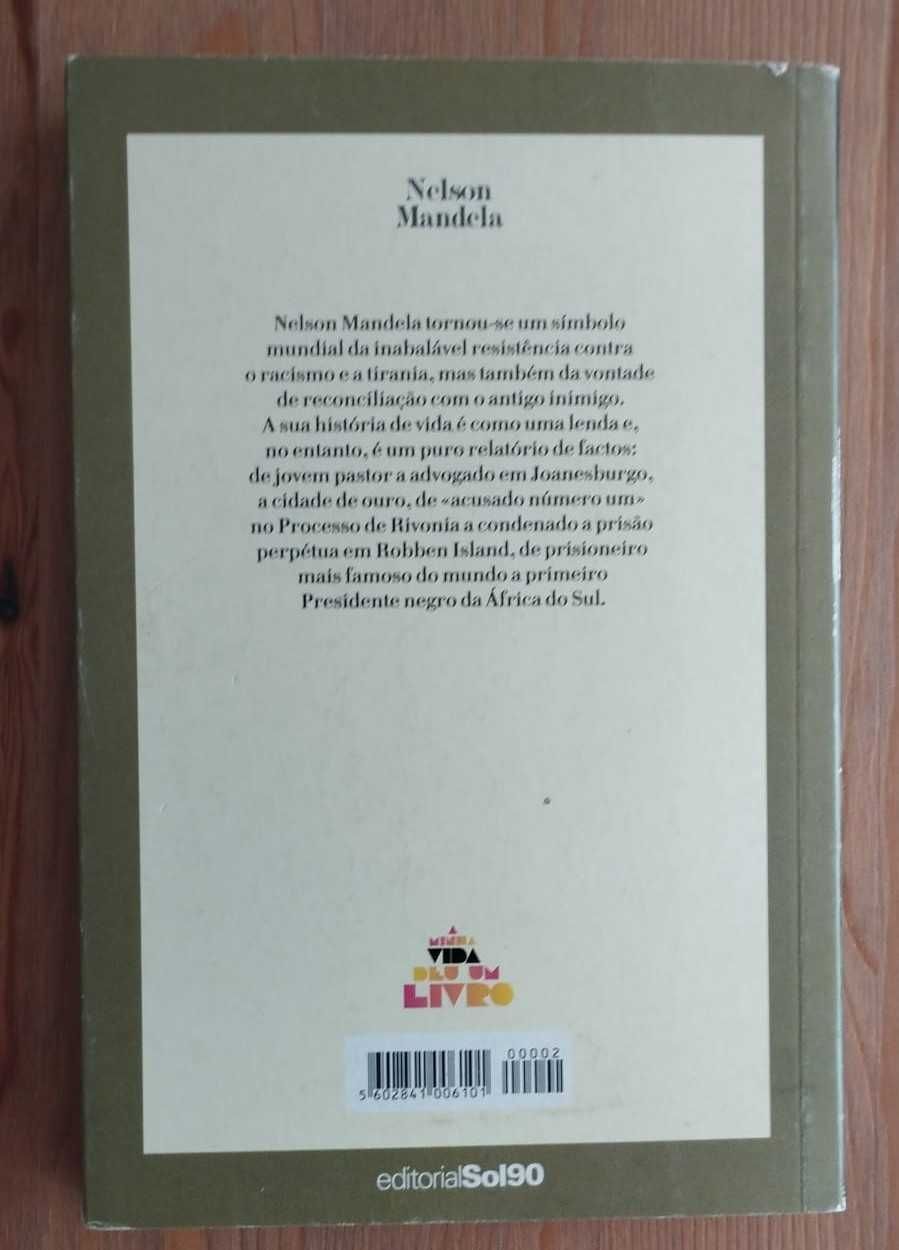 Nelson
Mandela
Nelson Mandela tornou-se um símbolo
mundial da inabalável resistência contra
o racismo e a tirania, mas também da vontade
de reconciliação com o antigo inimigo.
A sua história de vida é como uma lenda e,
no entanto, é um puro relatório de factos:
de jovem pastor a advogado em Joanesburgo,
a cidade de ouro, de «acusado número um»
no Processo de Rivonia a condenado a prisão
perpétua em Robben Island, de prisioneiro
mais famoso do mundo a primeiro
Presidente negro da África do Sul.
A
MINHA
VIDA
DEU UM
LIVRO
00002
5 602841 006101
editorialSol90